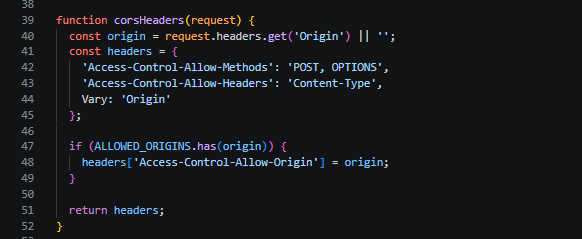 38
39 function corsHeaders(request) {
40   const origin = request.headers.get('Origin') || '';
41   const headers = {
42     'Access-Control-Allow-Methods': 'POST, OPTIONS',
43     'Access-Control-Allow-Headers': 'Content-Type',
44     Vary: 'Origin'
45   };
46
47   if (ALLOWED_ORIGINS.has(origin)) {
48     headers['Access-Control-Allow-Origin'] = origin;
49   }
50
51   return headers;
52 }